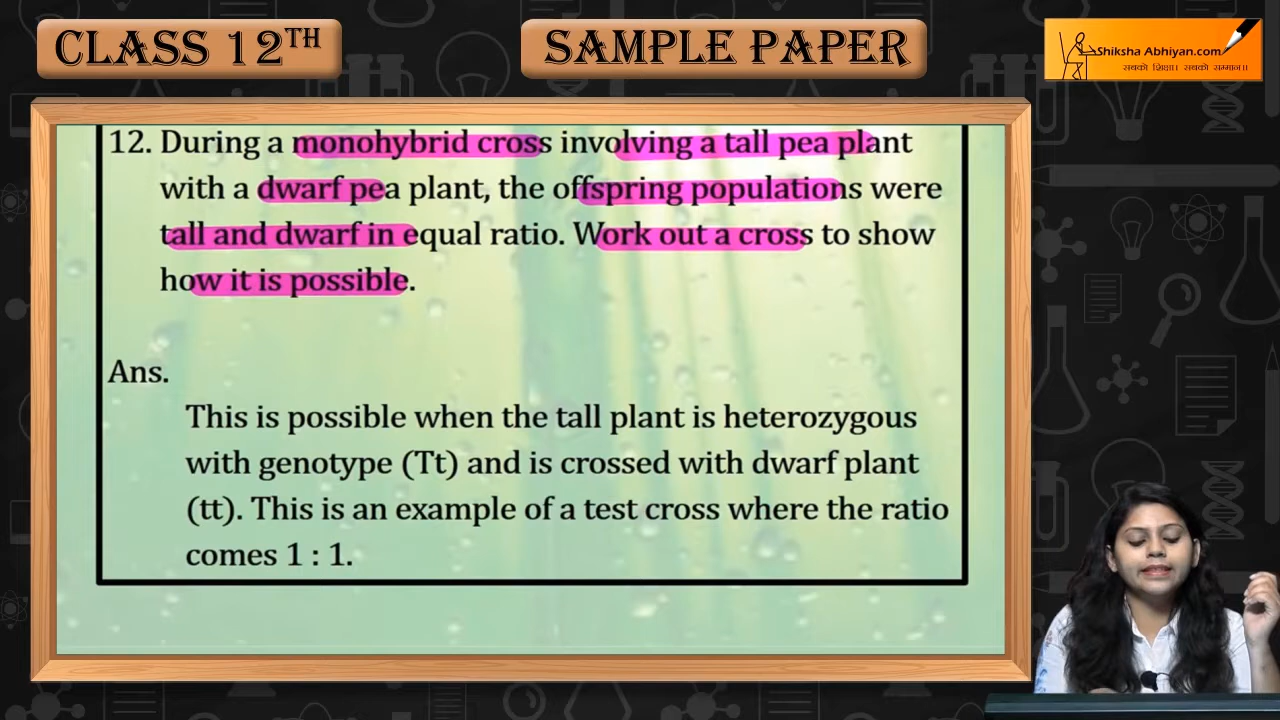 CLASS 12TH
SAMPLE PAPER
Shiksha Abhiyan.com
सबको शिक्षा। सबको सम्मान॥
12. During a monohybrid cross involving a tall pea plant
with a dwarf pea plant, the offspring populations were
tall and dwarf in equal ratio. Work out a cross to show
how it is possible.
Ans.
This is possible when the tall plant is heterozygous
with genotype (Tt) and is crossed with dwarf plant
(tt). This is an example of a test cross where the ratio
comes 1 : 1.